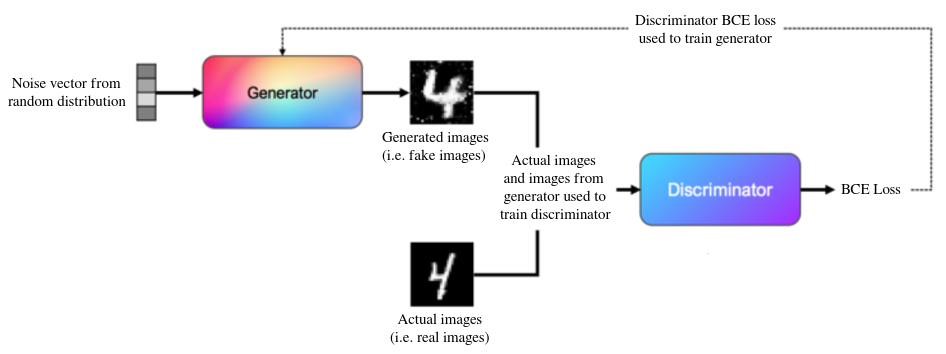 Discriminator BCE loss
used to train generator
Noise vector from
random distribution
Generator
Generated images
(i.e. fake images)
Actual images
and images from
generator used to
train discriminator
Discriminator
BCE Loss
Actual images
(i.e. real images)